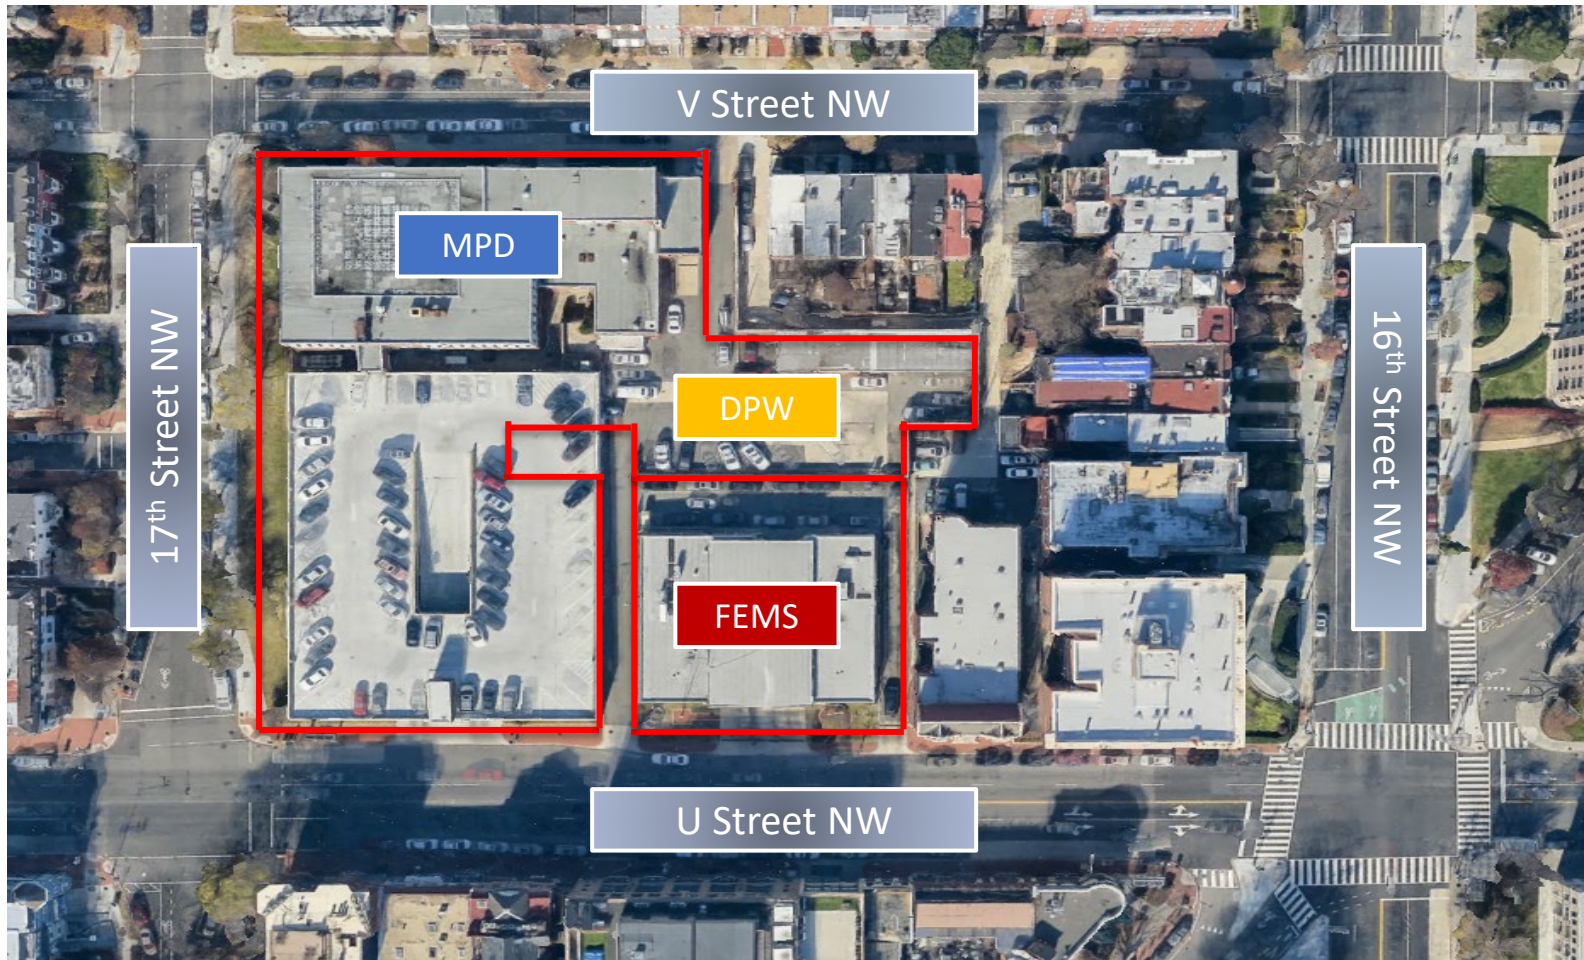 V Street NW
MPD
17th Street NW
16th Street NW
DPW
FEMS
U Street NW